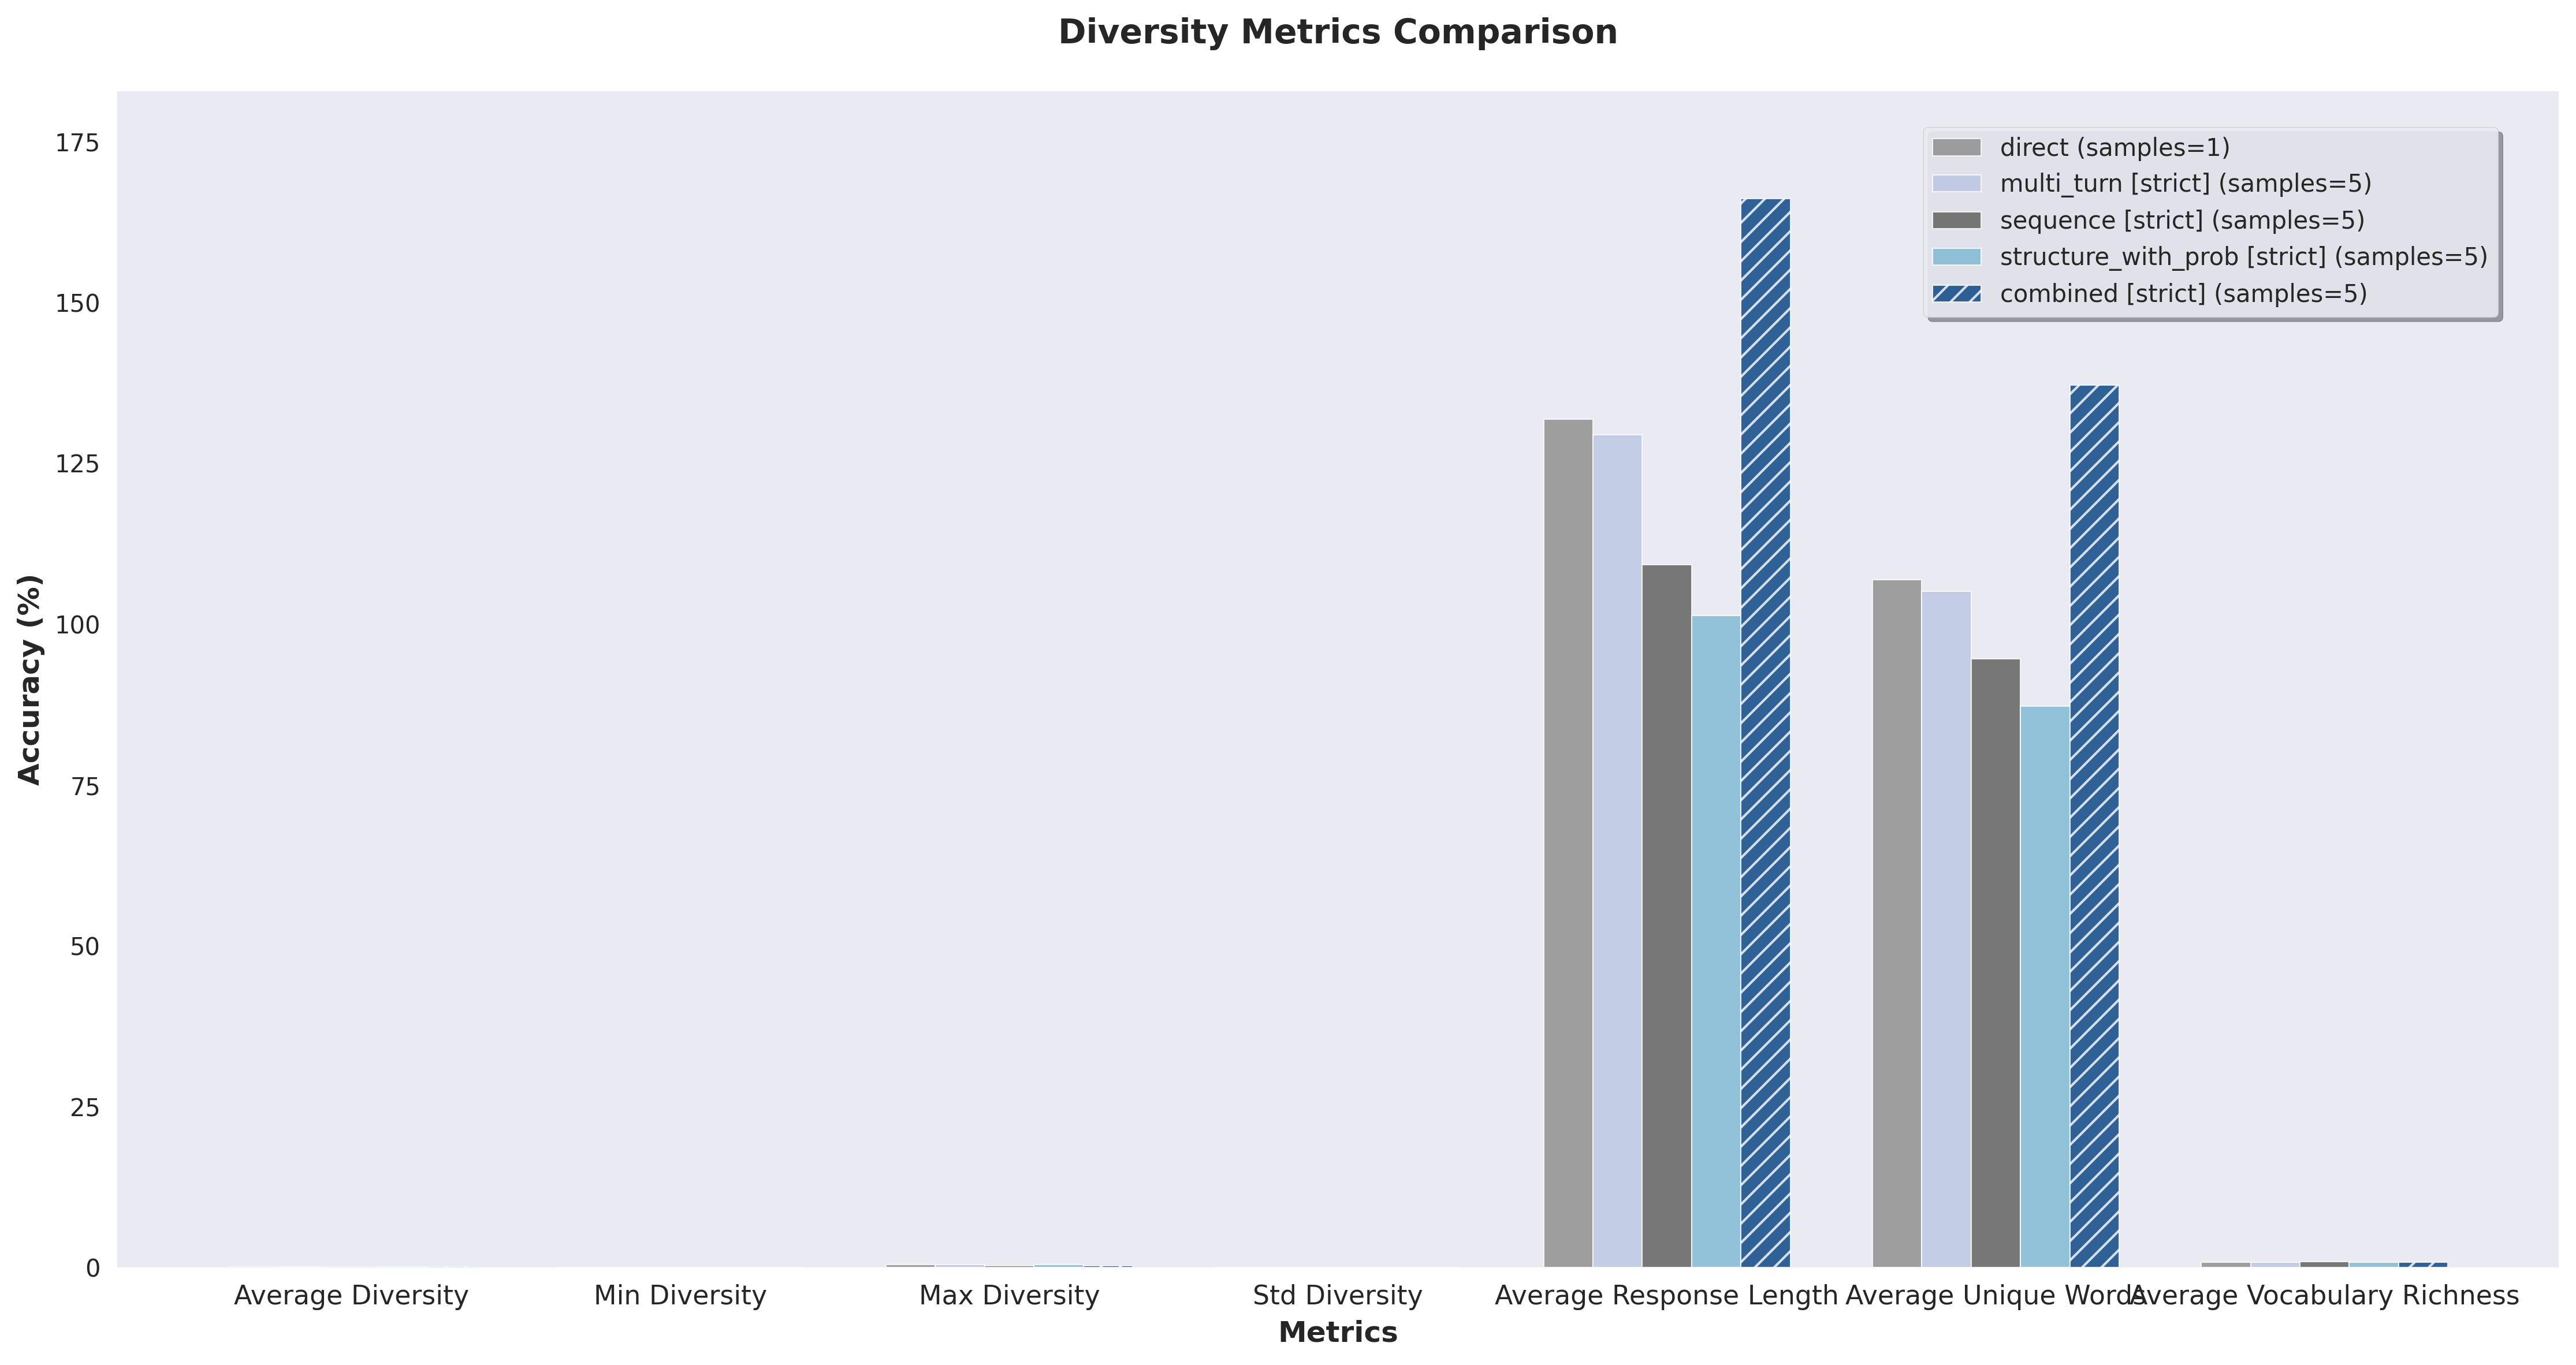 Diversity Metrics Comparison
175
150
125
100
75
50
25
0
Accuracy (%)
direct (samples=1)
multi_turn [strict] (samples=5)
sequence [strict] (samples=5)
structure_with_prob [strict] (samples=5)
combined [strict] (samples=5)
Average Diversity
Min Diversity
Max Diversity
Std Diversity
Average Response Length
Average Unique Words
Average Vocabulary Richness
Metrics